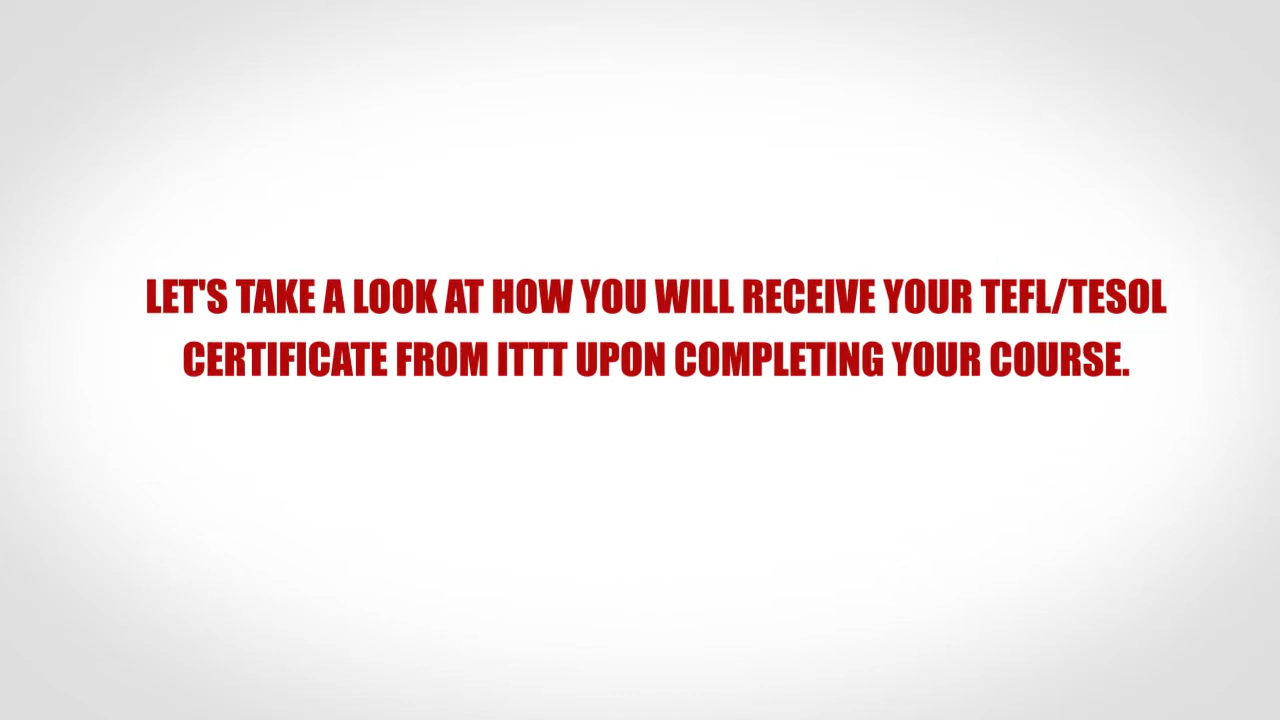 LET'S TAKE A LOOK AT HOW YOU WILL RECEIVE YOUR TEFL/TESOL
CERTIFICATE FROM ITTT UPON COMPLETING YOUR COURSE.